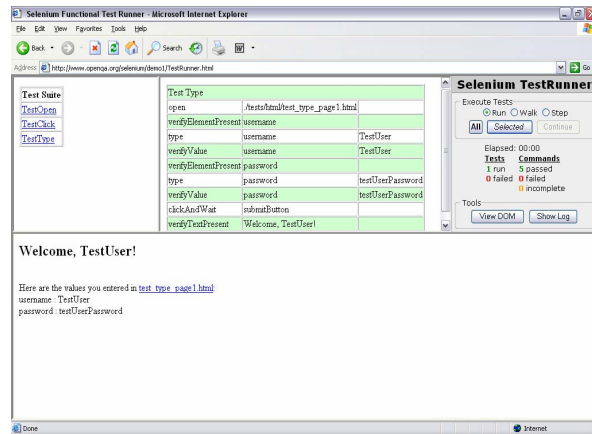 Selenium Functional Test Runner - Microsoft Internet Explorer
File Edit View Favorites Tools Help
Back Search
Address http://www.openqa.org/selenium/demo1/TestRunner.html Go
Test Suite
TestOpen
TestClick
TestType
Test Type
open ./tests/html/test_type_page1.html
verifyElementPresent username
type username TestUser
verifyValue username TestUser
verifyElementPresent password
type password testUserPassword
verifyValue password testUserPassword
clickAndWait submitButton
verifyTextPresent Welcome, TestUser!
Selenium TestRunner
Execute Tests
Run Walk Step
All Selected Continue
Elapsed: 00:00
Tests Commands
1 run 5 passed
0 failed 0 failed
0 incomplete
Tools
View DOM Show Log
Welcome, TestUser!
Here are the values you entered in test_type_page1.html:
username : TestUser
password : testUserPassword
Done Internet